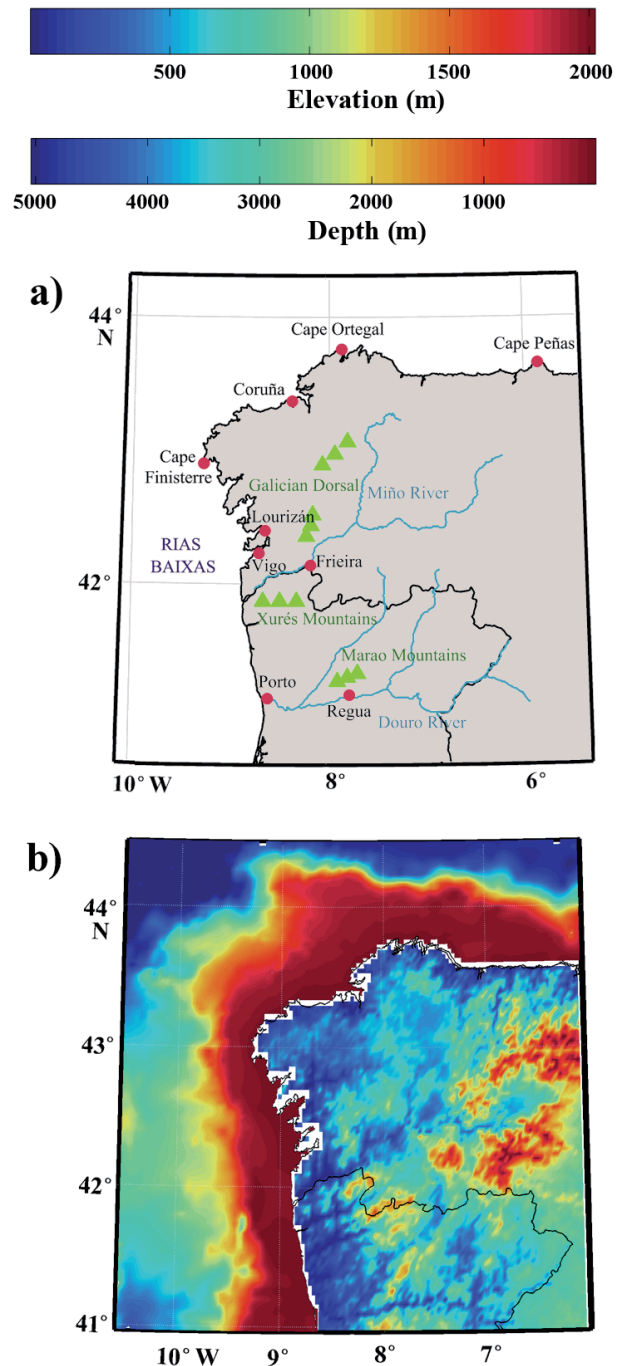 500 1000 1500 2000
Elevation (m)
5000 4000 3000 2000 1000
Depth (m)
a)
44°
N
Cape Ortegal
Cape Peñas
Coruña
Cape
Finisterre
Galician Dorsal
Miño River
Lourizán
RIAS
BAIXAS
Vigo
Frieira
42°
Xurés Mountains
Marao Mountains
Porto
Regua
Douro River
10° W 8° 6°
b)
44°
N
43°
42°
41°
10° W 9° 8° 7°